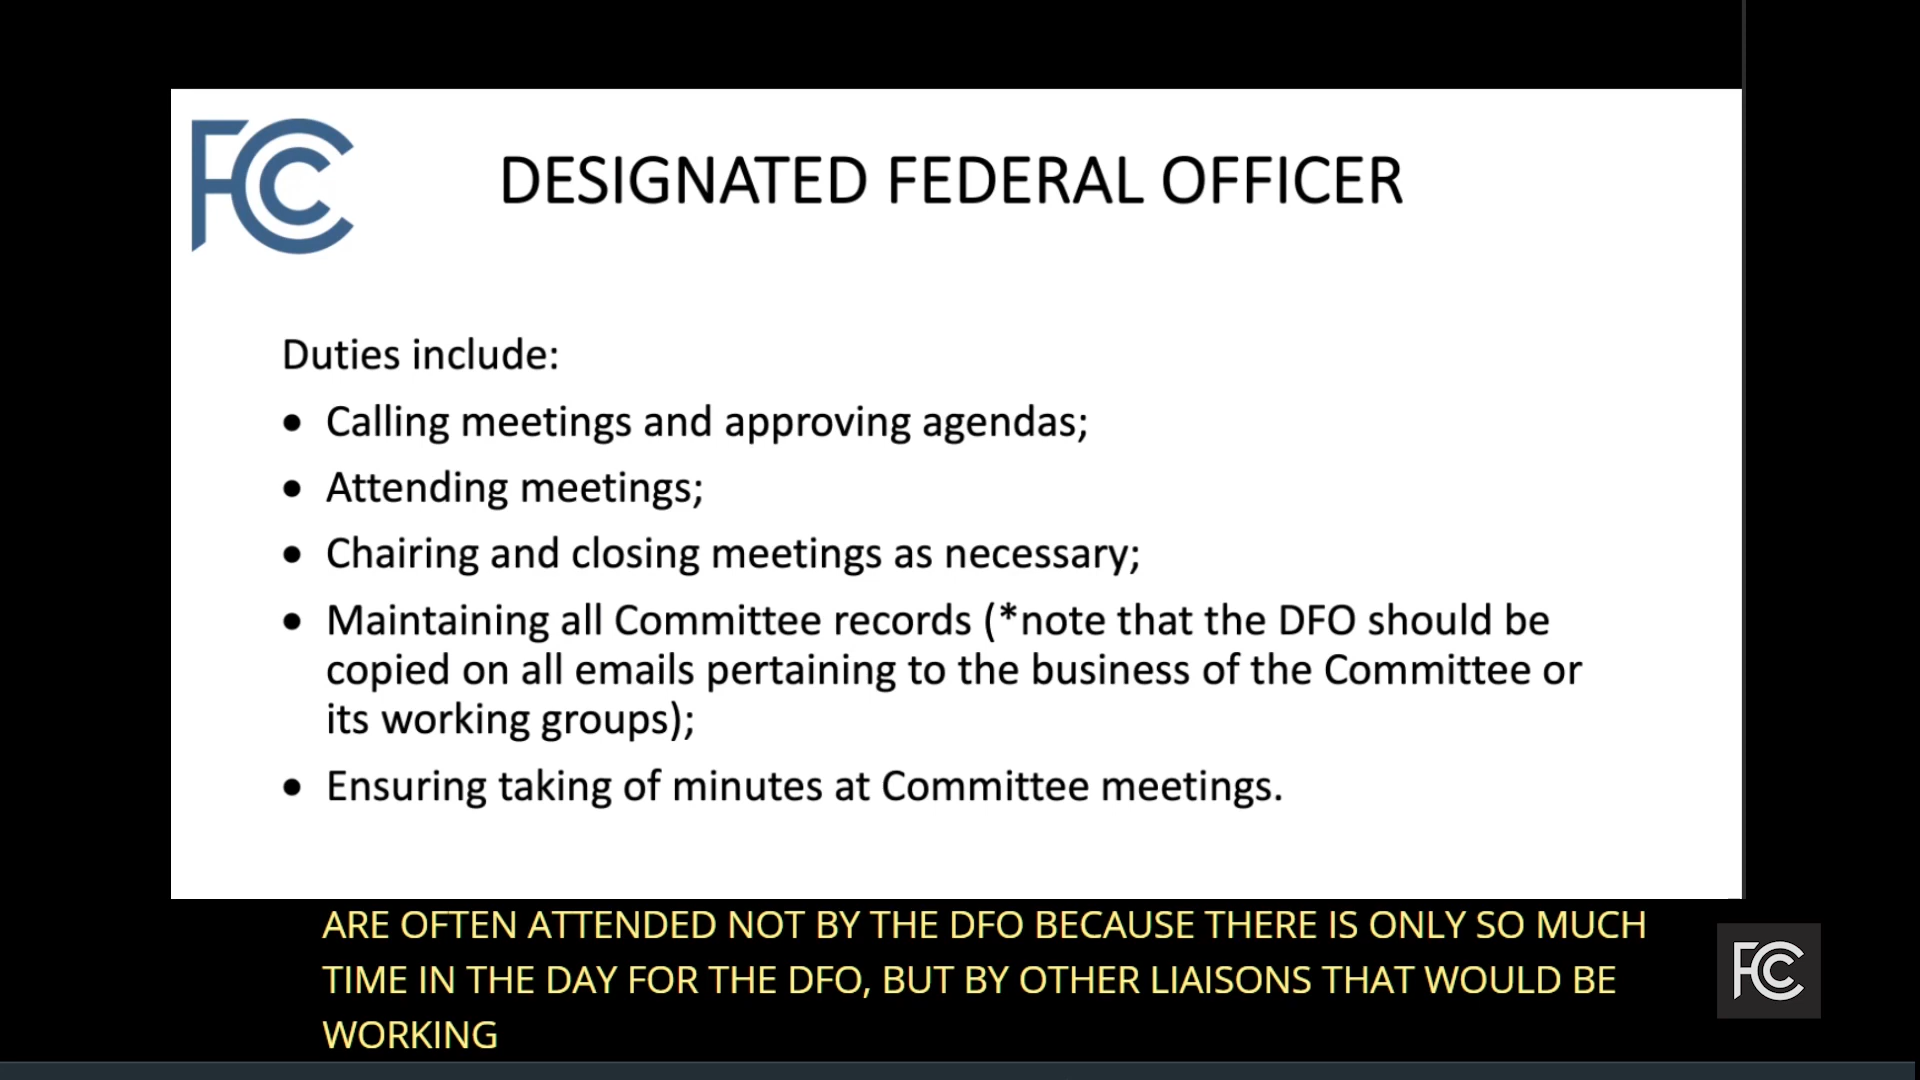 FCC
DESIGNATED FEDERAL OFFICER
Duties include:
• Calling meetings and approving agendas;
• Attending meetings;
• Chairing and closing meetings as necessary;
• Maintaining all Committee records (*note that the DFO should be
copied on all emails pertaining to the business of the Committee or
its working groups);
• Ensuring taking of minutes at Committee meetings.
ARE OFTEN ATTENDED NOT BY THE DFO BECAUSE THERE IS ONLY SO MUCH
TIME IN THE DAY FOR THE DFO, BUT BY OTHER LIAISONS THAT WOULD BE
WORKING
FCC